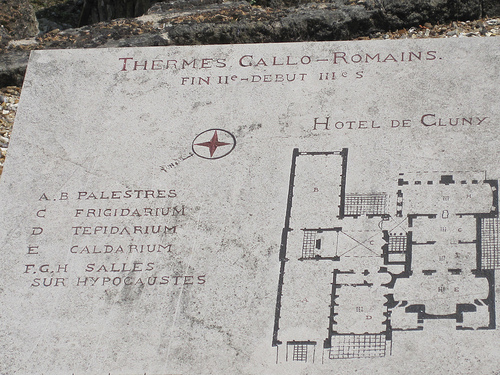 THERMES GALLO-ROMAINS.
FIN IIe-DEBUT IIIe S
HOTEL DE CLUNY
A.B PALESTRES
C FRIGIDARIUM
D TEPIDARIUM
E CALDARIUM
F.G.H SALLES
SUR HYPOCAUSTES
B
C
D